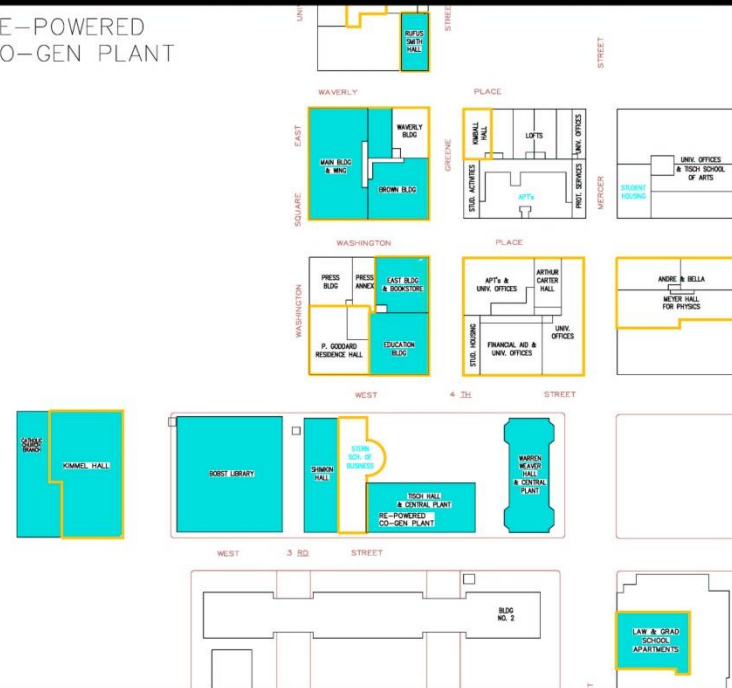 E-POWERED
O-GEN PLANT
UNI
STREE
RUFUS
SMITH
HALL
STREET
WAVERLY
PLACE
EAST
SQUARE
MAIN BLDG
& WING
WAVERLY
BLDG
BROWN BLDG
GREENE
KIMBALL
HALL
LOFTS
UNIV. OFFICES
STUD. ACTIVITIES
APT's
PROT. SERVICES
MERCER
STUDENT
HOUSING
UNIV. OFFICES
& TISCH SCHOOL
OF ARTS
WASHINGTON
PLACE
WASHINGTON
PRESS
BLDG
PRESS
ANNEX
EAST BLDG
& BOOKSTORE
P. GODDARD
RESIDENCE HALL
EDUCATION
BLDG
APT's &
UNIV. OFFICES
ARTHUR
CARTER
HALL
STUD. HOUSING
FINANCIAL AID &
UNIV. OFFICES
UNIV.
OFFICES
ANDRE & BELLA
MEYER HALL
FOR PHYSICS
WEST
4 TH
STREET
CATHOLIC
CHURCH
BRANCH
KIMMEL HALL
BOBST LIBRARY
SHIMKIN
HALL
STERN
SCH. OF
BUSINESS
TISCH HALL
& CENTRAL PLANT
RE-POWERED
CO-GEN PLANT
WARREN
WEAVER
HALL
& CENTRAL
PLANT
WEST
3 RD
STREET
BLDG
NO. 2
LAW & GRAD
SCHOOL
APARTMENTS